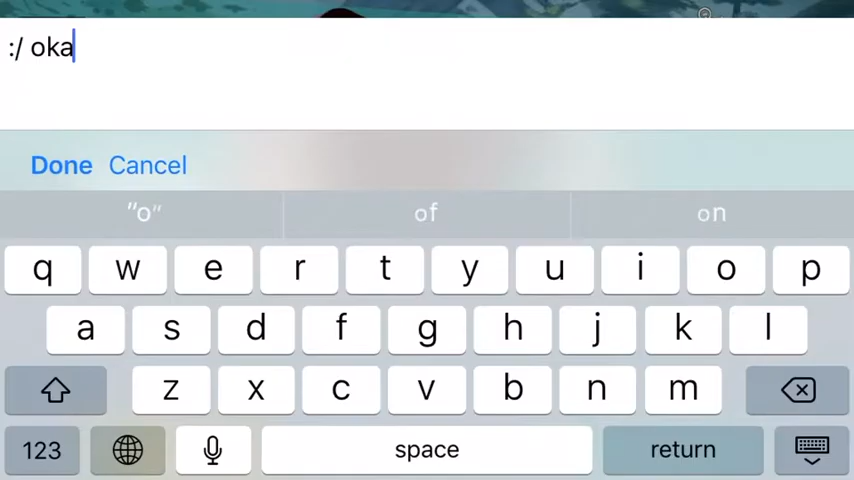 :/ oka
Done Cancel
"o" of on
q w e r t y u i o p
a s d f g h j k l
z x c v b n m
123 space return